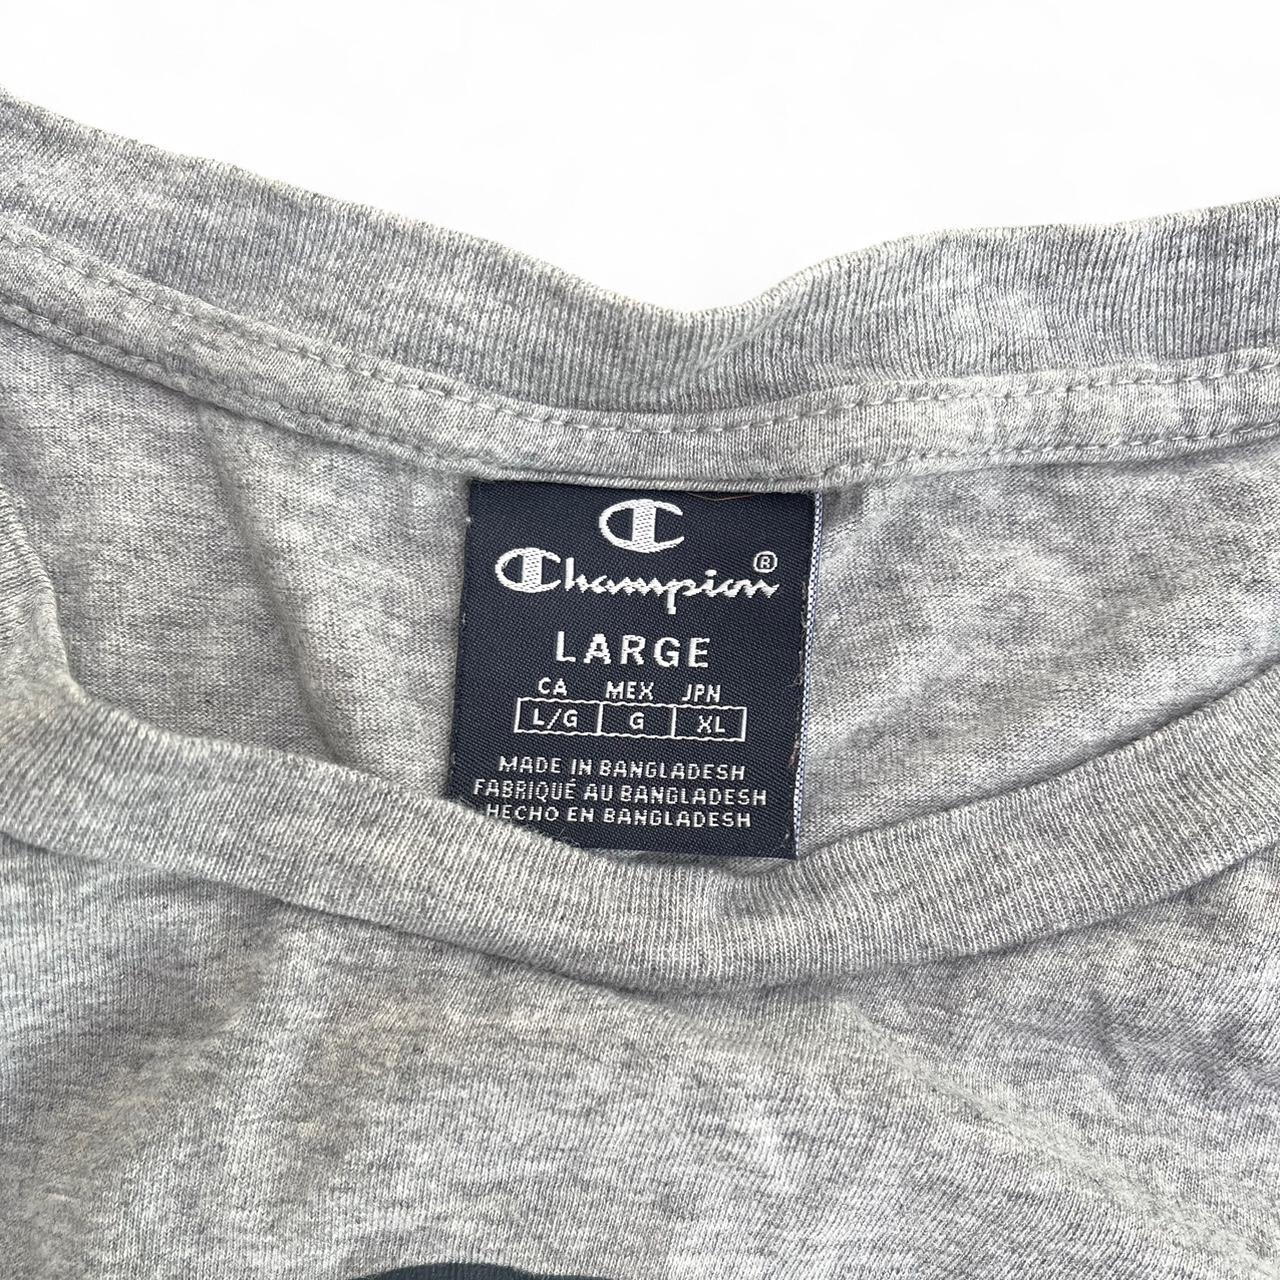 Champion®
LARGE
CA MEX JPN
L/G G XL
MADE IN BANGLADESH
FABRIQUÉ AU BANGLADESH
HECHO EN BANGLADESH